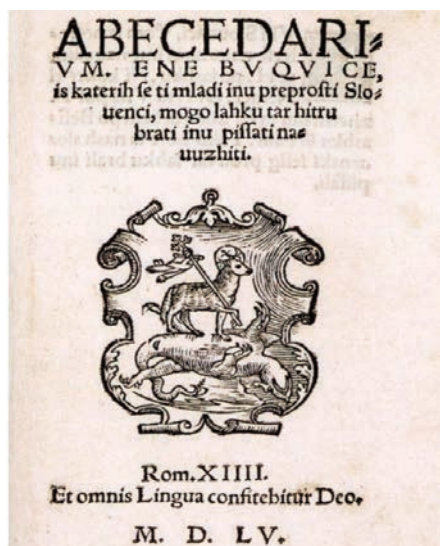 ABECEDARI⸗
VM. ENE BVQVICE,
is katerih ſe ti mladi inu preproſti Slo⸗
uenci, mogo lahku tar hitru
brati inu piſſati na⸗
uuzhiti.
Rom.XIIII.
Et omnis Lingua confitebitur Deo.
M. D. LV.